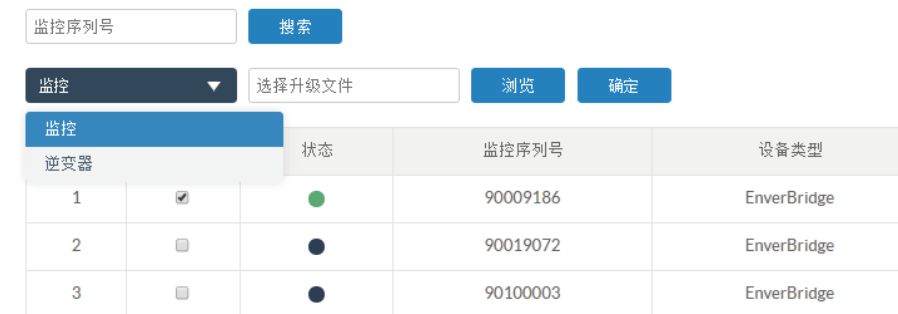 监控序列号 搜索
监控 选择升级文件 浏览 确定
监控
逆变器
状态 监控序列号 设备类型
1 90009186 EnverBridge
2 90019072 EnverBridge
3 90100003 EnverBridge